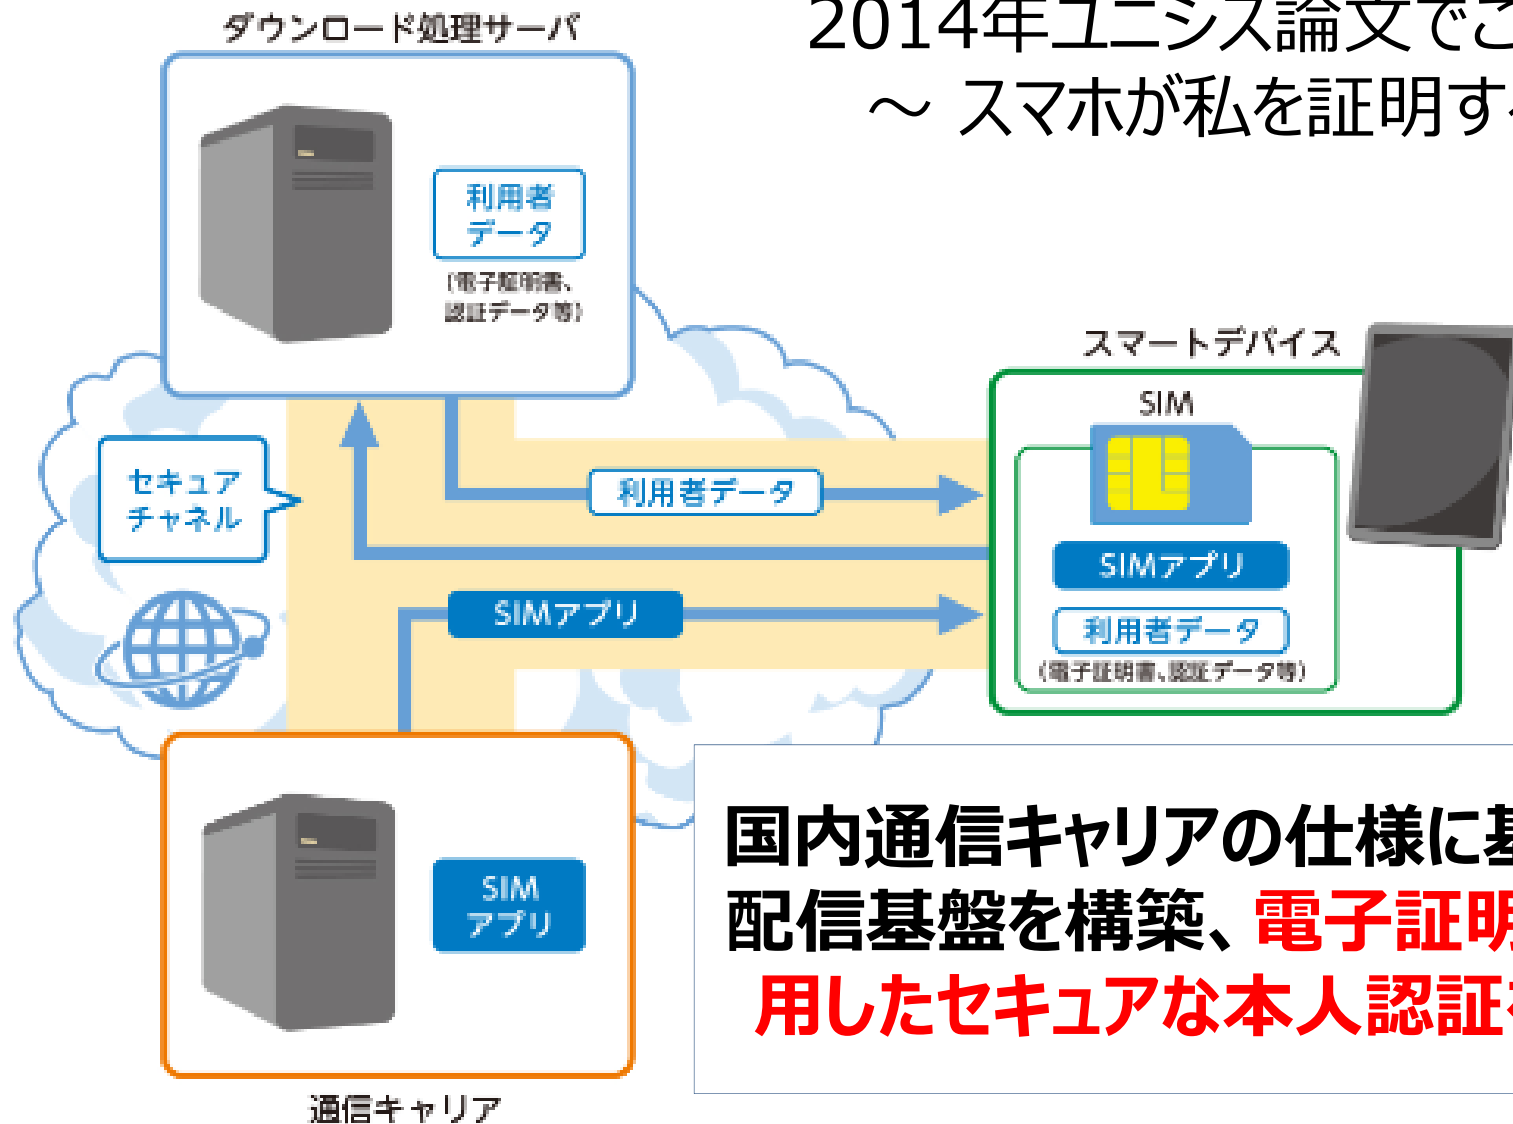 ダウンロード処理サーバ
2014年ユニシス論文でこ
～ スマホが私を証明す
利用者
データ
(電子証明書、
認証データ等)
スマートデバイス
SIM
セキュア
チャネル
利用者データ
SIMアプリ
SIMアプリ
利用者データ
(電子証明書、認証データ等)
国内通信キャリアの仕様に基
配信基盤を構築、電子証明
用したセキュアな本人認証を
SIM
アプリ
通信キャリア